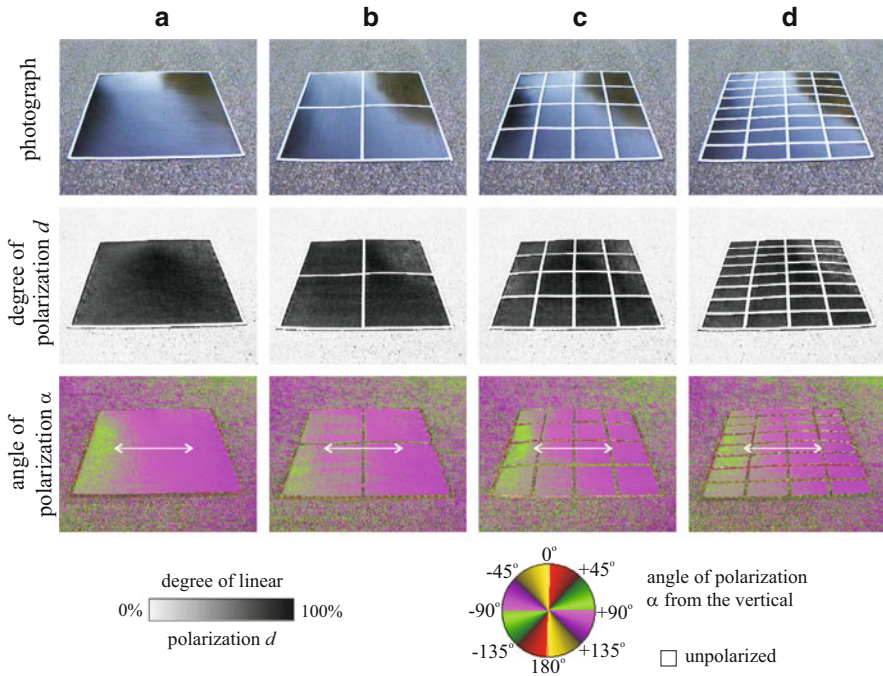 a b c d
photograph
degree of
polarization d
angle of
polarization α
degree of linear
0% 100%
polarization d
0°
-45° +45°
-90° +90°
-135° +135°
180°
angle of polarization
α from the vertical
unpolarized